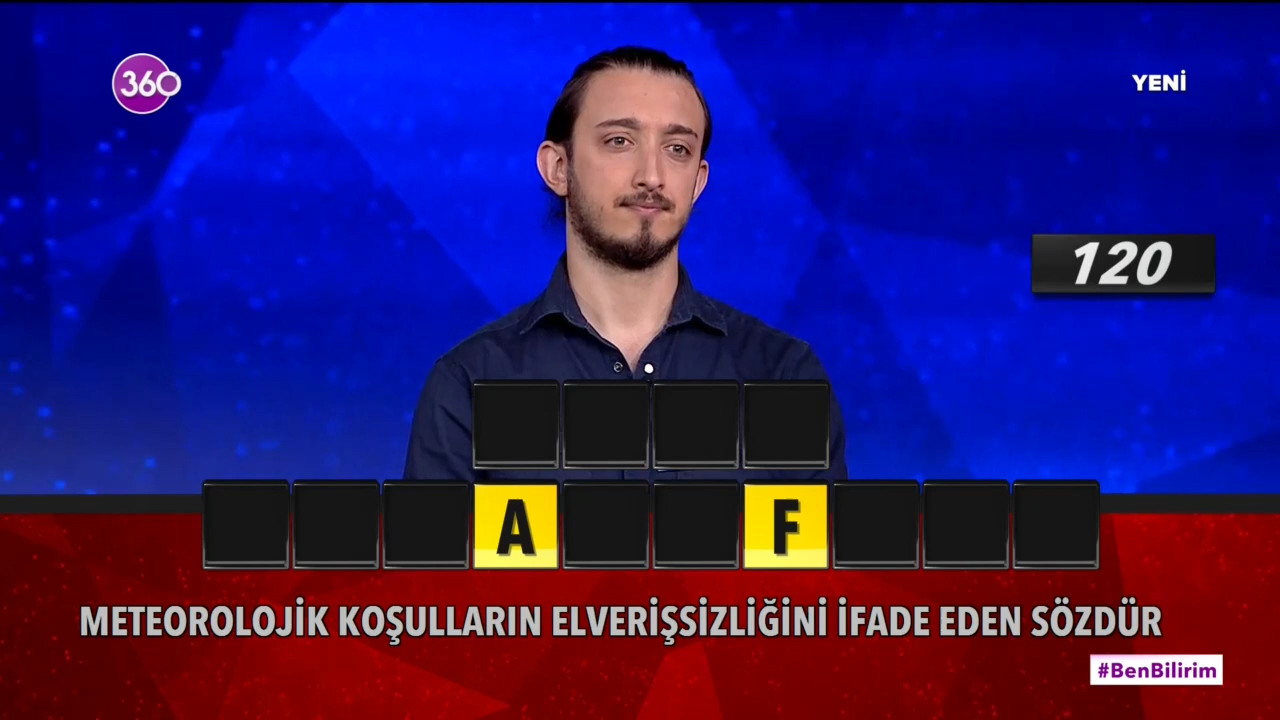 360
YENİ
120
A F
METEOROLOJİK KOŞULLARIN ELVERİŞSİZLİĞİNİ İFADE EDEN SÖZDÜR
#BenBilirim